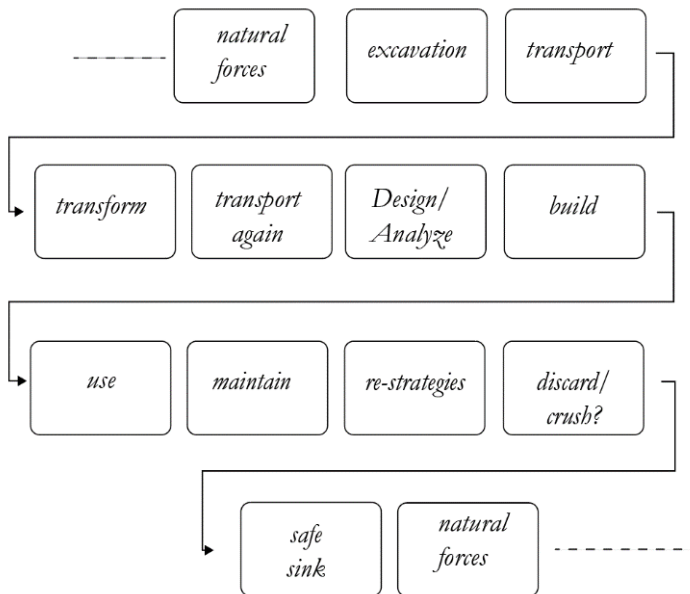 natural
forces
excavation
transport
transform
transport
again
Design/
Analyze
build
use
maintain
re-strategies
discard/
crush?
safe
sink
natural
forces